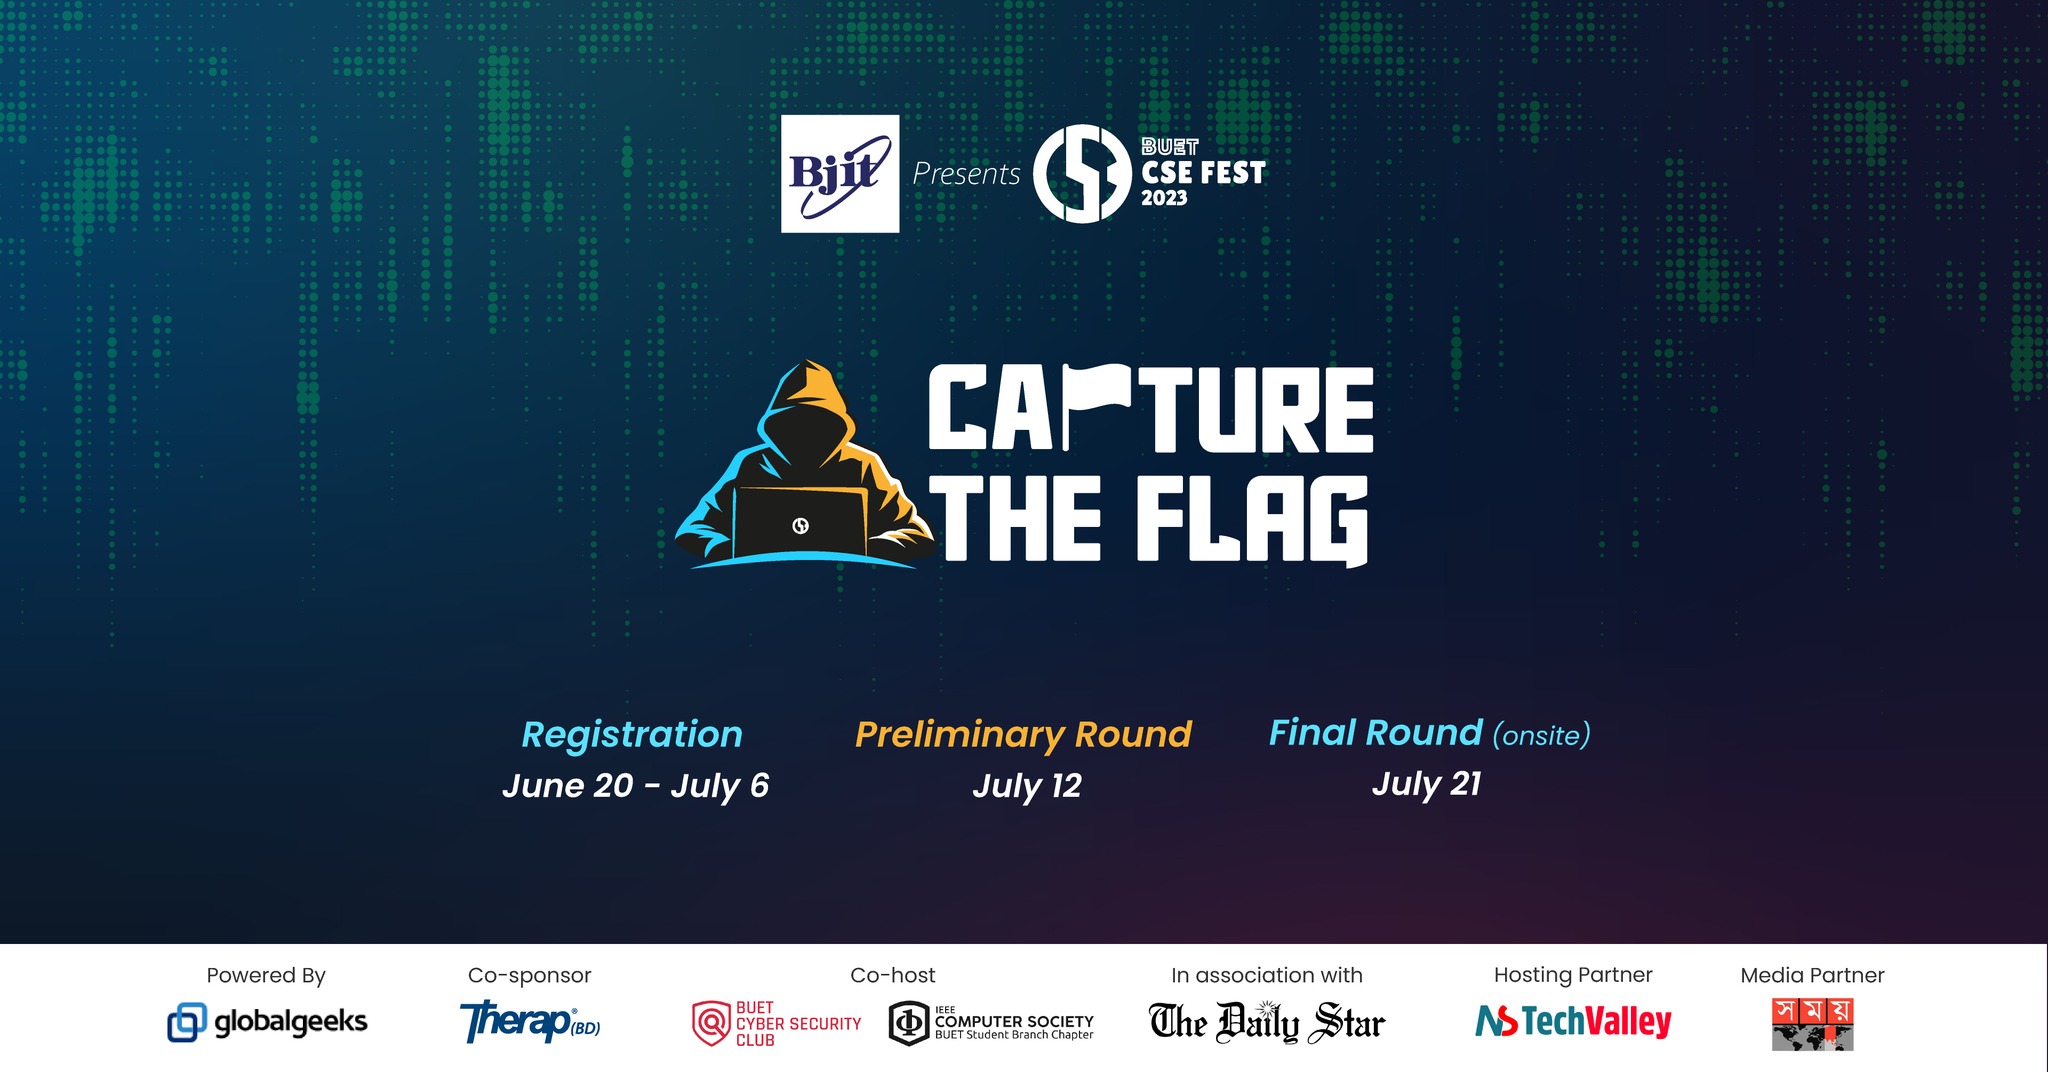 Bjit Presents
BUET
CSE FEST
2023
CAPTURE
THE FLAG
Registration
June 20 - July 6
Preliminary Round
July 12
Final Round (onsite)
July 21
Powered By
globalgeeks
Co-sponsor
Therap® (BD)
Co-host
BUET
CYBER SECURITY
CLUB
IEEE
COMPUTER SOCIETY
BUET Student Branch Chapter
In association with
The Daily Star
Hosting Partner
NS TechValley
Media Partner
সময়